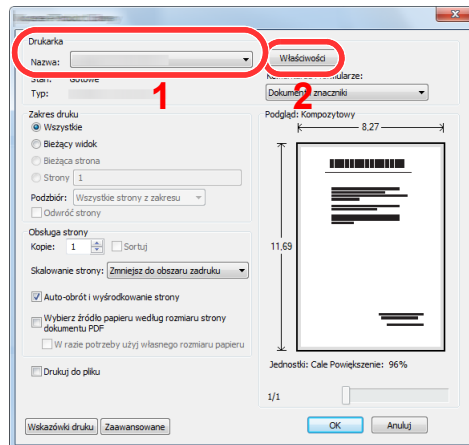 Drukarka
Nazwa:
Właściwości
Stan: Gotowe
Komentarze i formularze:
Typ:
1
2
Dokument i znaczniki
Zakres druku
Wszystkie
Bieżący widok
Bieżąca strona
Strony 1
Podzbiór: Wszystkie strony z zakresu
Odwróć strony
Podgląd: Kompozytowy
8,27
11,69
Obsługa strony
Kopie: 1 Sortuj
Skalowanie strony: Zmniejsz do obszaru zadruku
Auto-obrót i wyśrodkowanie strony
Wybierz źródło papieru według rozmiaru strony
dokumentu PDF
W razie potrzeby użyj własnego rozmiaru papieru
Drukuj do pliku
Jednostki: Cale Powiększenie: 96%
1/1
Wskazówki druku Zaawansowane
OK Anuluj